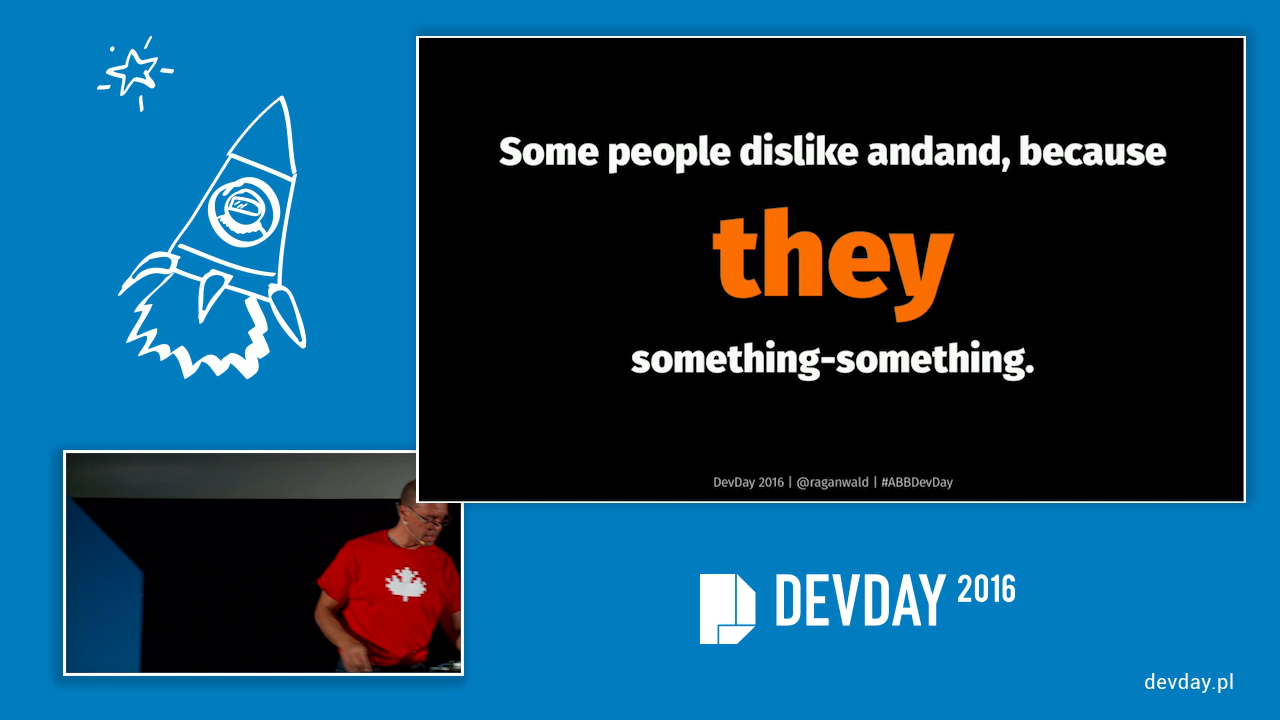 Some people dislike andand, because
they
something-something.
DevDay 2016 | @raganwald | #ABBDevDay
DEVDAY 2016
devday.pl